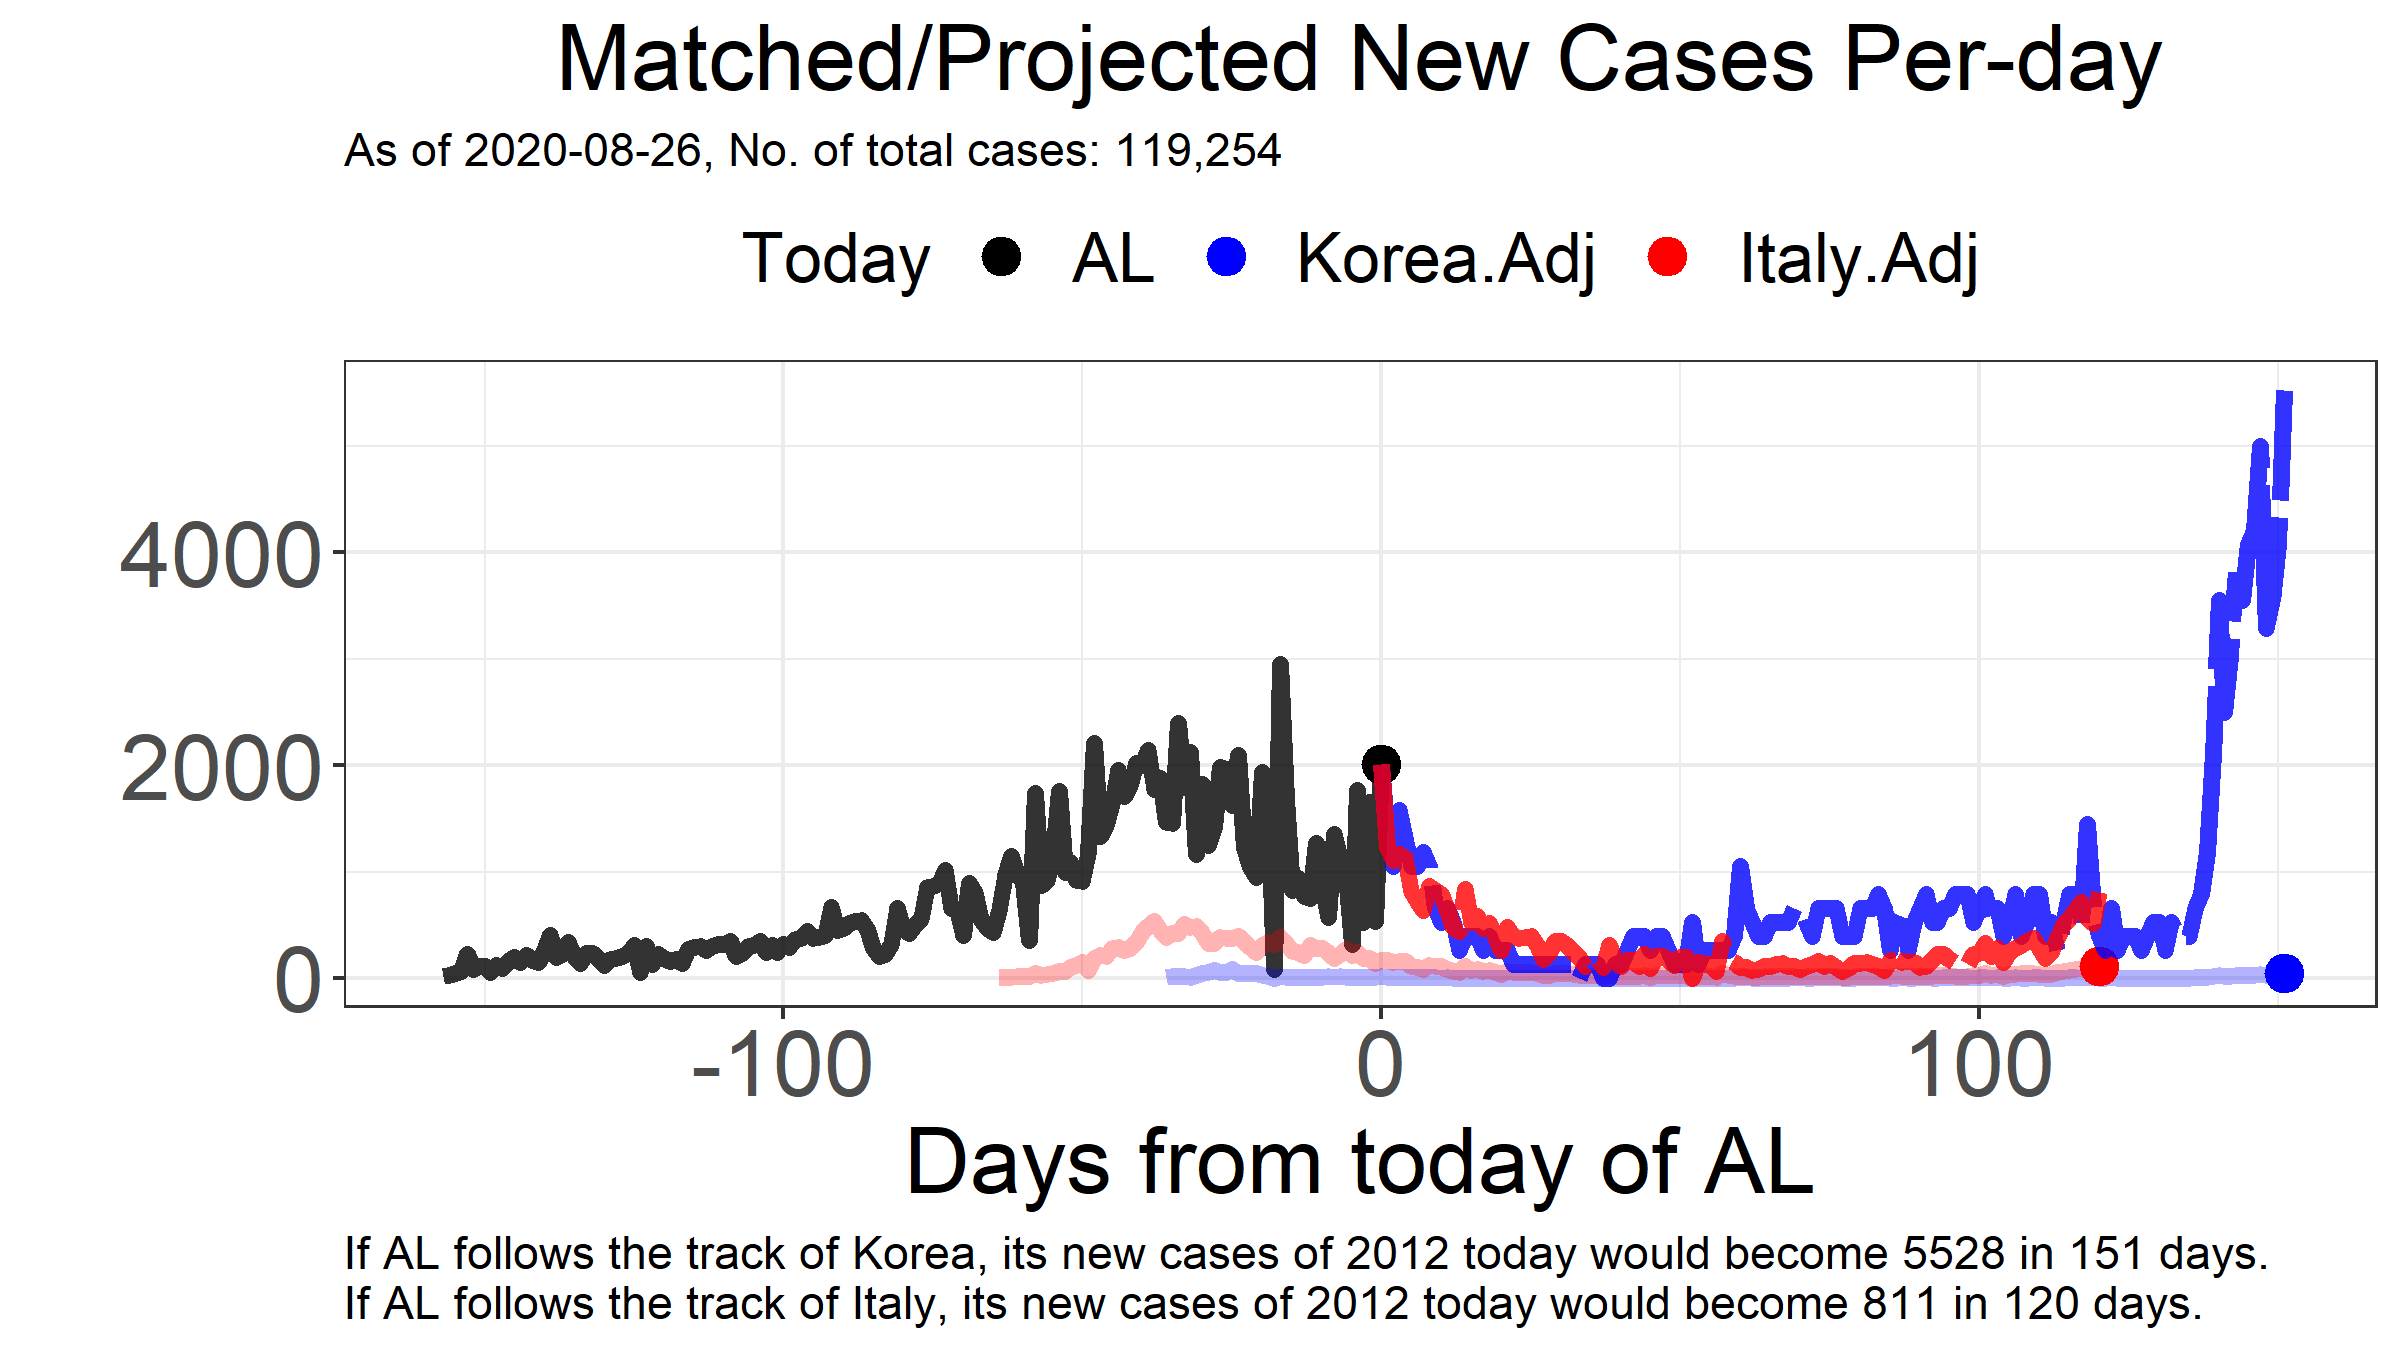 Matched/Projected New Cases Per-day
As of 2020-08-26, No. of total cases: 119,254
Today AL Korea.Adj Italy.Adj
4000
2000
0
-100 0 100
Days from today of AL
If AL follows the track of Korea, its new cases of 2012 today would become 5528 in 151 days.
If AL follows the track of Italy, its new cases of 2012 today would become 811 in 120 days.